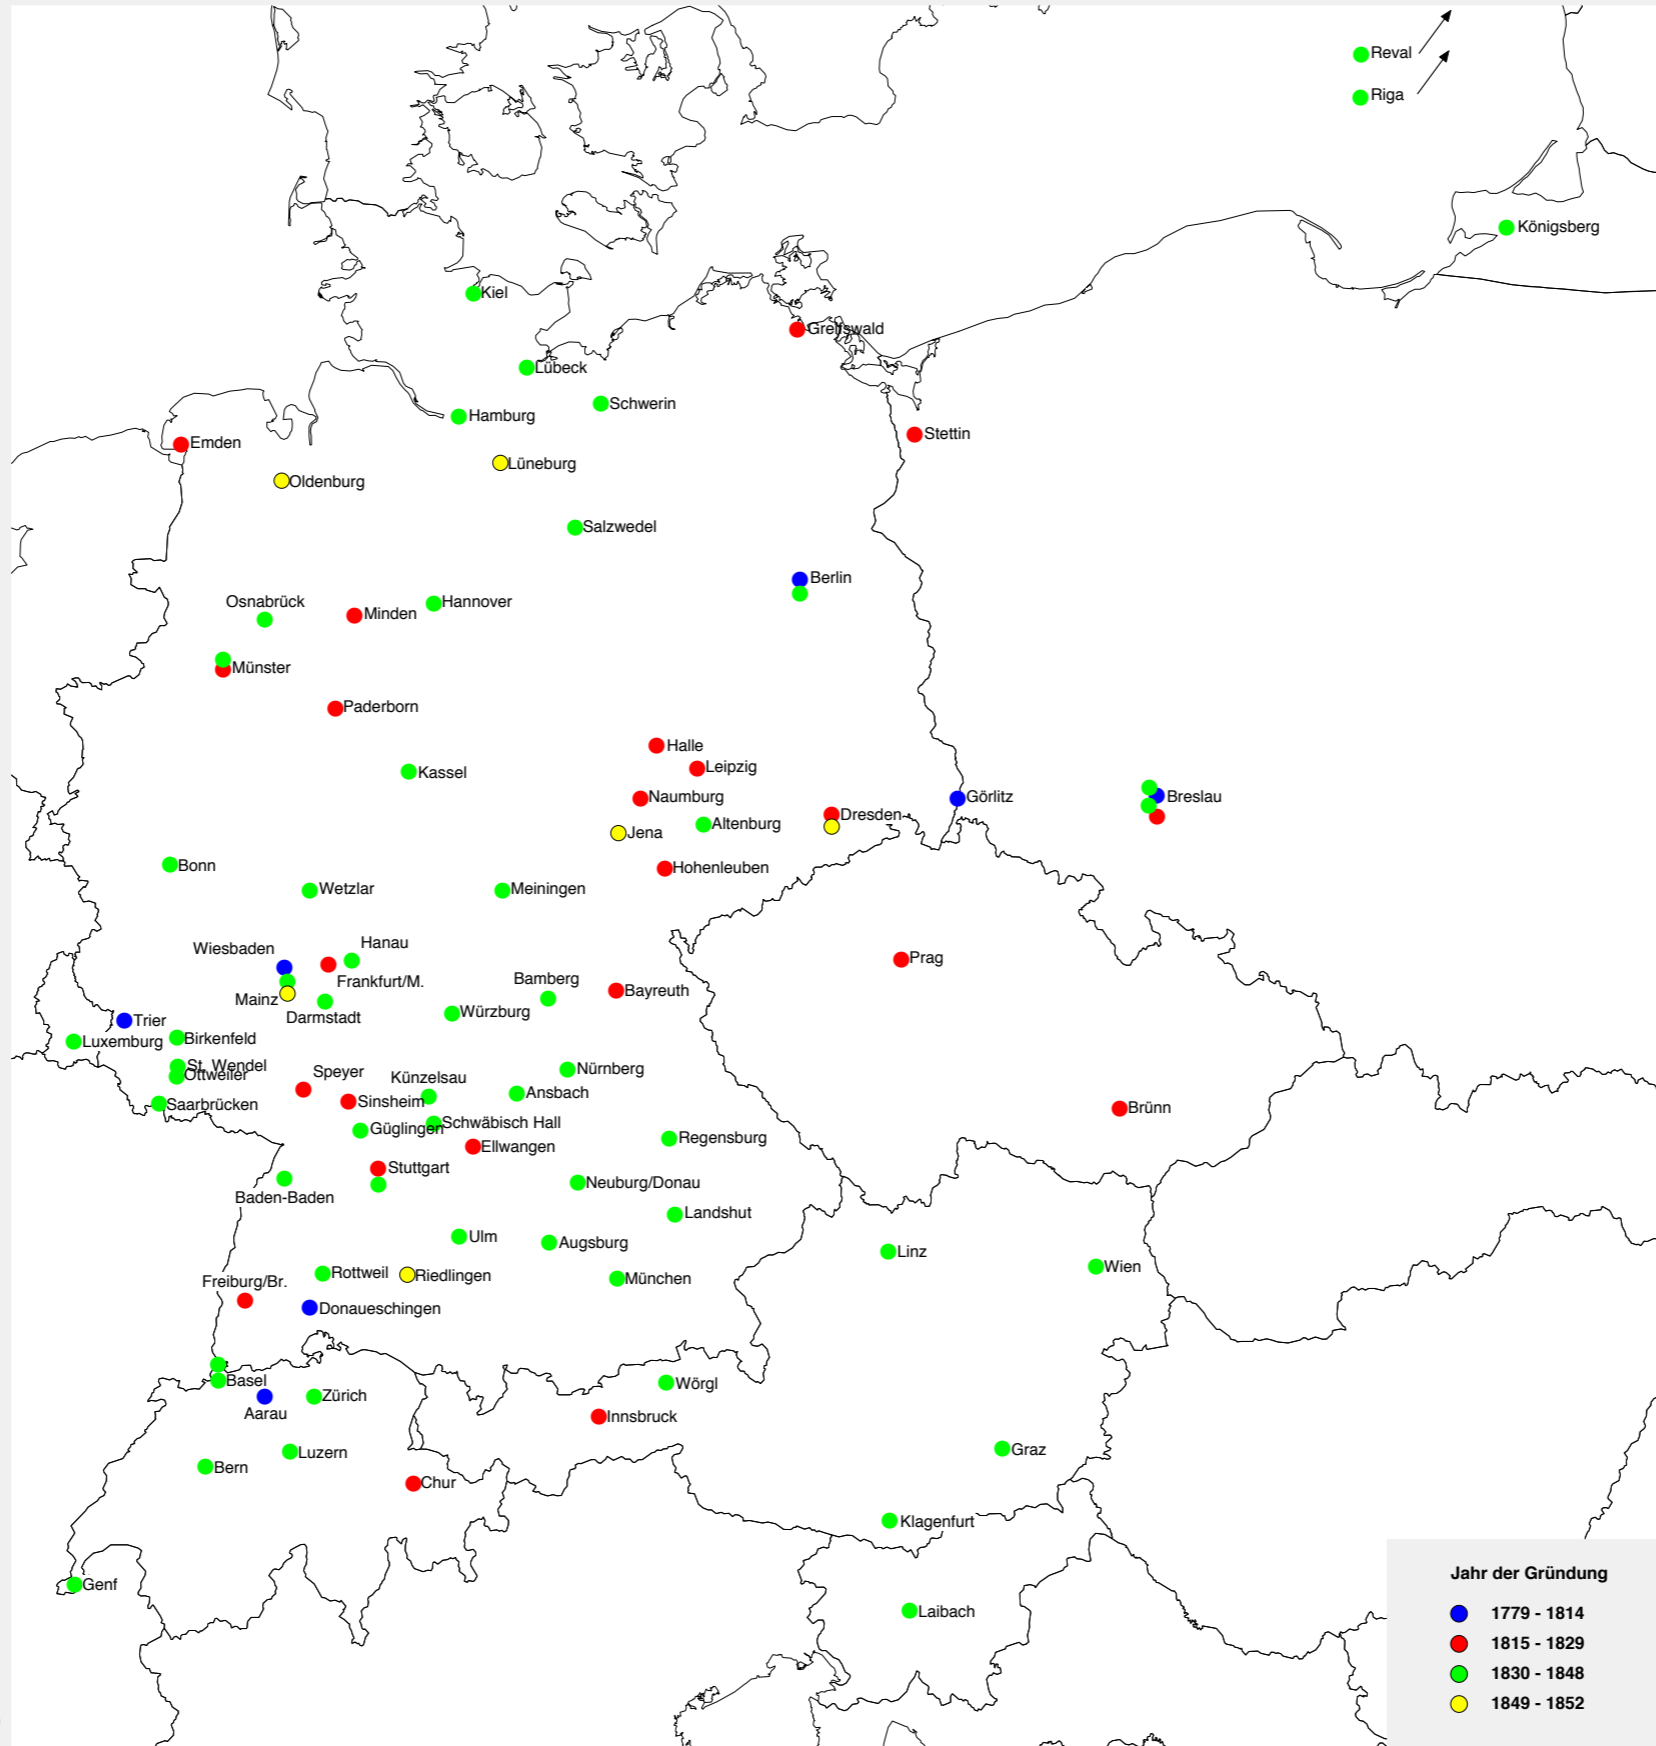 Reval
Riga
Königsberg
Kiel
Greifswald
Lübeck
Schwerin
Hamburg
Stettin
Emden
Lüneburg
Oldenburg
Salzwedel
Berlin
Osnabrück
Hannover
Minden
Münster
Paderborn
Halle
Leipzig
Kassel
Naumburg
Görlitz
Breslau
Dresden
Altenburg
Jena
Bonn
Hohenleuben
Wetzlar
Meiningen
Hanau
Wiesbaden
Prag
Frankfurt/M.
Bamberg
Bayreuth
Mainz
Würzburg
Darmstadt
Trier
Birkenfeld
Luxemburg
St. Wendel
Ottweiler
Speyer
Nürnberg
Künzelsau
Ansbach
Sinsheim
Saarbrücken
Brünn
Schwäbisch Hall
Güglingen
Regensburg
Ellwangen
Stuttgart
Neuburg/Donau
Baden-Baden
Landshut
Ulm
Augsburg
Linz
Wien
Rottweil
Riedlingen
München
Freiburg/Br.
Donaueschingen
Basel
Wörgl
Zürich
Aarau
Innsbruck
Luzern
Graz
Bern
Chur
Klagenfurt
Genf
Laibach
Jahr der Gründung
1779 - 1814
1815 - 1829
1830 - 1848
1849 - 1852